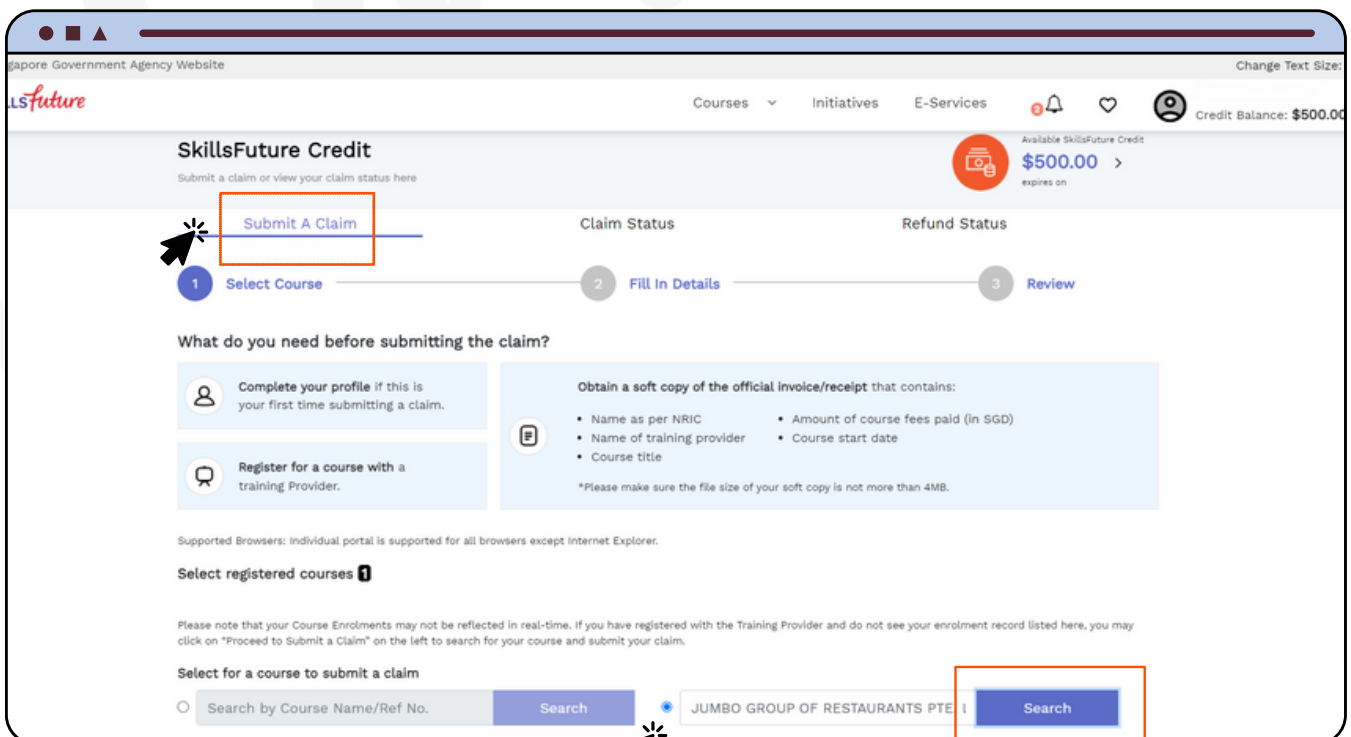 gapore Government Agency Website
Change Text Size:
LLSfuture
Courses
Initiatives
E-Services
2
Credit Balance: $500.00
SkillsFuture Credit
Submit a claim or view your claim status here
Available SkillsFuture Credit
$500.00 >
expires on
Submit A Claim
Claim Status
Refund Status
1 Select Course
2 Fill In Details
3 Review
What do you need before submitting the claim?
Complete your profile if this is
your first time submitting a claim.
Register for a course with a
training Provider.
Obtain a soft copy of the official invoice/receipt that contains:
• Name as per NRIC
• Name of training provider
• Course title
• Amount of course fees paid (in SGD)
• Course start date
*Please make sure the file size of your soft copy is not more than 4MB.
Supported Browsers: Individual portal is supported for all browsers except Internet Explorer.
Select registered courses 1
Please note that your Course Enrolments may not be reflected in real-time. If you have registered with the Training Provider and do not see your enrolment record listed here, you may
click on "Proceed to Submit a Claim" on the left to search for your course and submit your claim.
Select for a course to submit a claim
Search by Course Name/Ref No.
Search
JUMBO GROUP OF RESTAURANTS PTE. L
Search